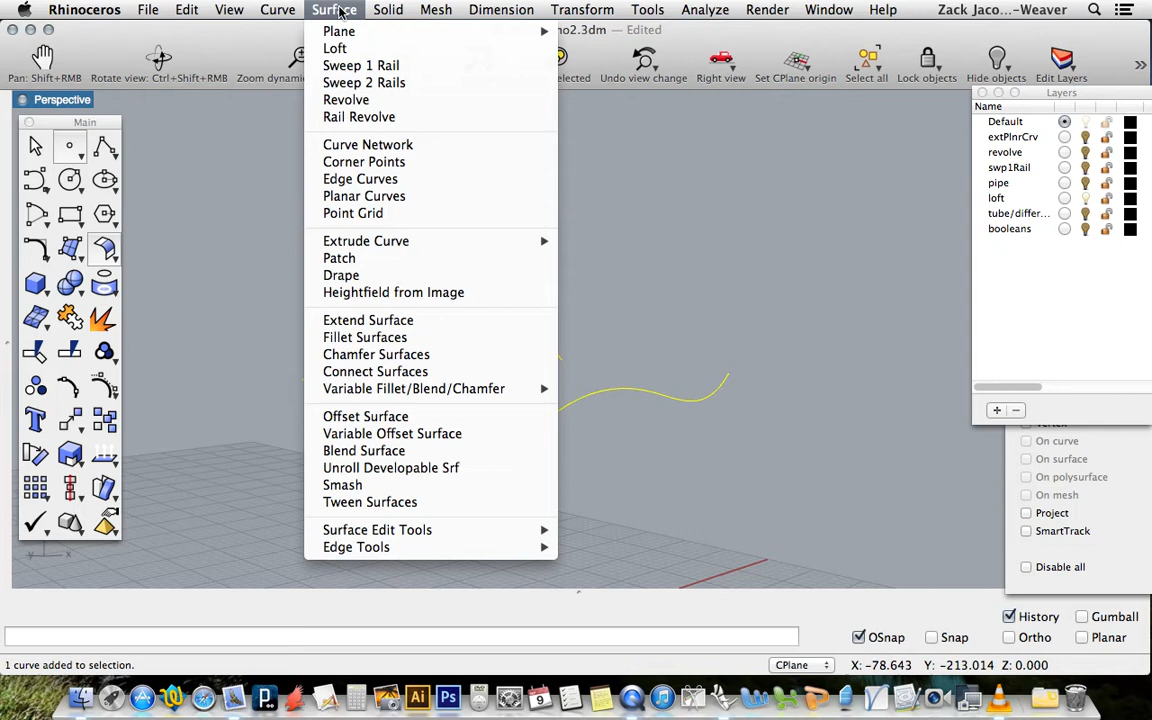 Rhinoceros File Edit View Curve Surface Solid Mesh Dimension Transform Tools Analyze Render Window Help Zack Jaco...-Weaver
no2.3dm — Edited
Pan: Shift+RMB Rotate view: Ctrl+Shift+RMB Zoom dynam elected Undo view change Right view Set CPlane origin Select all Lock objects Hide objects Edit Layers
Perspective
Main
Plane
Loft
Sweep 1 Rail
Sweep 2 Rails
Revolve
Rail Revolve
Curve Network
Corner Points
Edge Curves
Planar Curves
Point Grid
Extrude Curve
Patch
Drape
Heightfield from Image
Extend Surface
Fillet Surfaces
Chamfer Surfaces
Connect Surfaces
Variable Fillet/Blend/Chamfer
Offset Surface
Variable Offset Surface
Blend Surface
Unroll Developable Srf
Smash
Tween Surfaces
Surface Edit Tools
Edge Tools
Layers
Name
Default
extPlnrCrv
revolve
swp1Rail
pipe
loft
tube/differ...
booleans
Vertex
On curve
On surface
On polysurface
On mesh
Project
SmartTrack
Disable all
y x
History Gumball
OSnap Snap Ortho Planar
1 curve added to selection. CPlane X: -78.643 Y: -213.014 Z: 0.000
Ai Ps 9